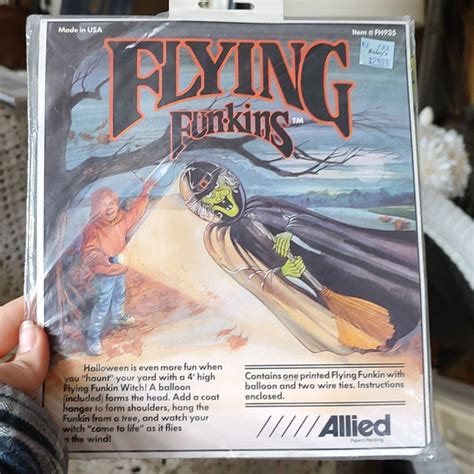 Made in USA
Item # FH935
FLYING
Fun-kins™
Halloween is even more fun when
you "haunt" your yard with a 4' high
Flying Funkin Witch! A balloon
(included) forms the head. Add a coat
hanger to form shoulders, hang the
Funkin from a tree, and watch your
witch "come to life" as it flies
in the wind!
Contains one printed Flying Funkin with
balloon and two wire ties. Instructions
enclosed.
Allied
Patent Pending